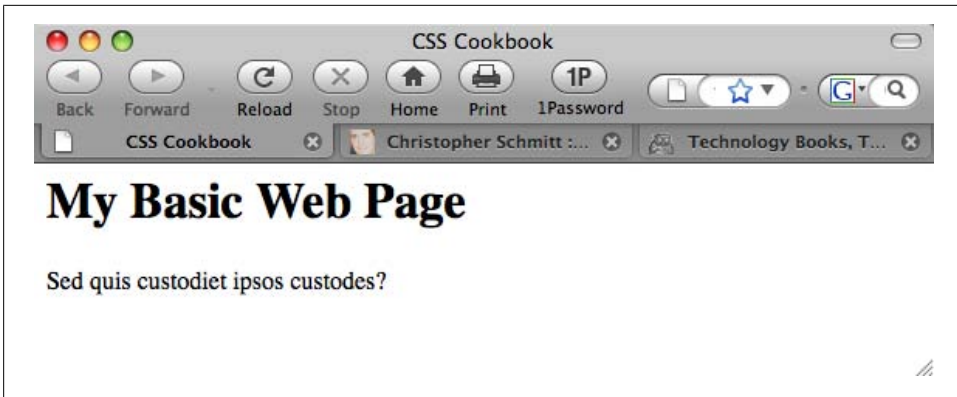 CSS Cookbook
1P
Back Forward Reload Stop Home Print 1Password
G
CSS Cookbook Christopher Schmitt :... Technology Books, T...
My Basic Web Page
Sed quis custodiet ipsos custodes?